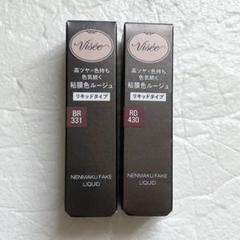 Visée
高ツヤ×色持ち
色気続く
粘膜色ルージュ
リキッドタイプ
BR
331
NENMAKU FAKE
LIQUID
Visée
高ツヤ×色持ち
色気続く
粘膜色ルージュ
リキッドタイプ
RD
430
NENMAKU FAKE
LIQUID